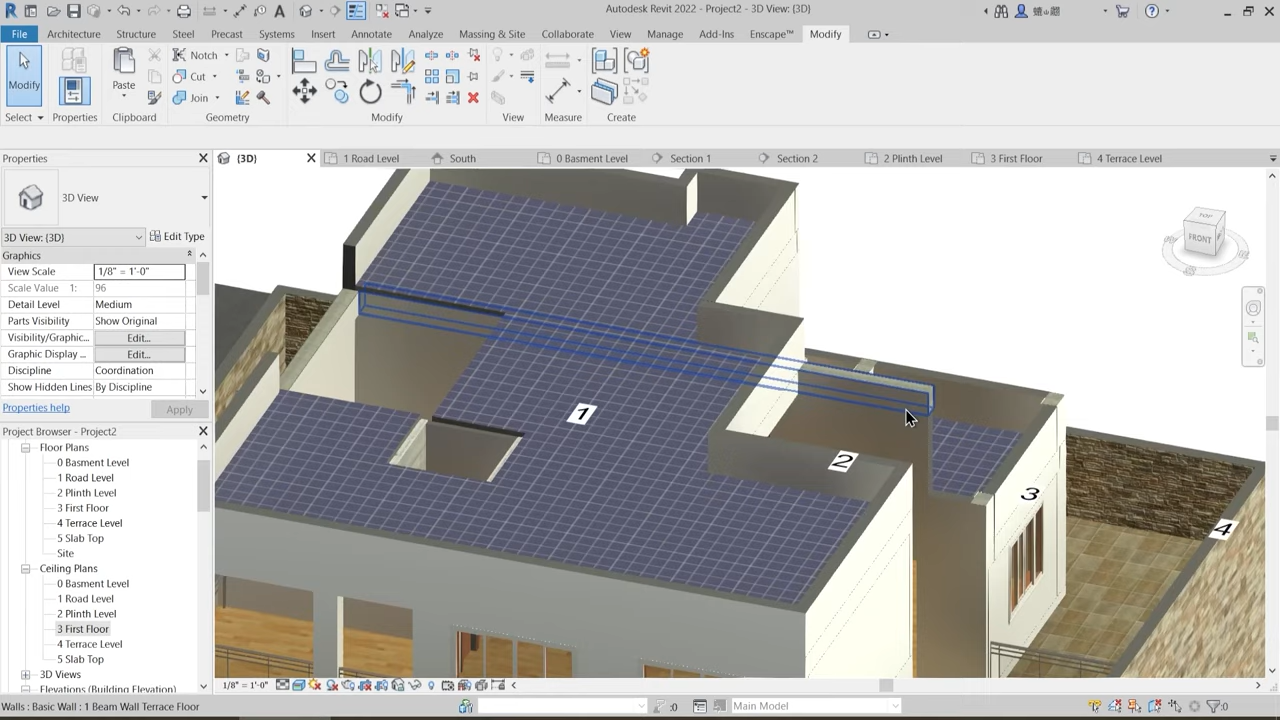 Autodesk Revit 2022 - Project2 - 3D View: {3D}
File Architecture Structure Steel Precast Systems Insert Annotate Analyze Massing & Site Collaborate View Manage Add-Ins Enscape™ Modify
Modify Paste Notch
Cut
Join
Select Properties Clipboard Geometry Modify View Measure Create
Properties
{3D} 1 Road Level South 0 Basment Level Section 1 Section 2 2 Plinth Level 3 First Floor 4 Terrace Level
3D View
3D View: {3D} Edit Type
Graphics
View Scale 1/8" = 1'-0"
Scale Value 1: 96
Detail Level Medium
Parts Visibility Show Original
Visibility/Graphic... Edit...
Graphic Display ... Edit...
Discipline Coordination
Show Hidden Lines By Discipline
Properties help Apply
Project Browser - Project2
Floor Plans
0 Basment Level
1 Road Level
2 Plinth Level
3 First Floor
4 Terrace Level
5 Slab Top
Site
Ceiling Plans
0 Basment Level
1 Road Level
2 Plinth Level
3 First Floor
4 Terrace Level
5 Slab Top
3D Views
Elevations (Building Elevation)
TOP
FRONT
1
2
3
4
1/8" = 1'-0"
Walls : Basic Wall : 1 Beam Wall Terrace Floor :0 Main Model :0